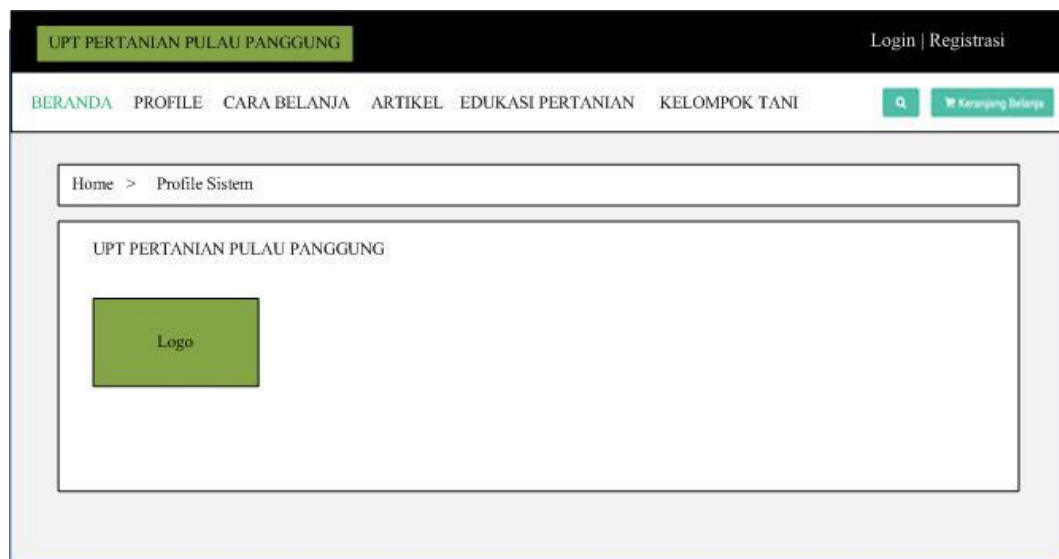 UPT PERTANIAN PULAU PANGGUNG Login | Registrasi
BERANDA PROFILE CARA BELANJA ARTIKEL EDUKASI PERTANIAN KELOMPOK TANI Keranjang Belanja
Home > Profile Sistem
UPT PERTANIAN PULAU PANGGUNG
Logo